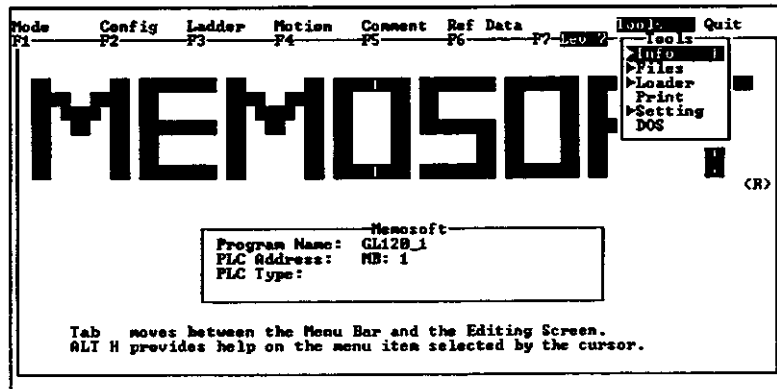 Mode Config Ladder Motion Comment Ref Data Tools Quit
F1 F2 F3 F4 F5 F6 F7 Lev 2 Tools
Info i
Files
Loader
Print
Setting
DOS
MEMOSOFT
(R)
Memosoft
Program Name: GL120_1
PLC Address: MB: 1
PLC Type:
Tab moves between the Menu Bar and the Editing Screen.
ALT H provides help on the menu item selected by the cursor.